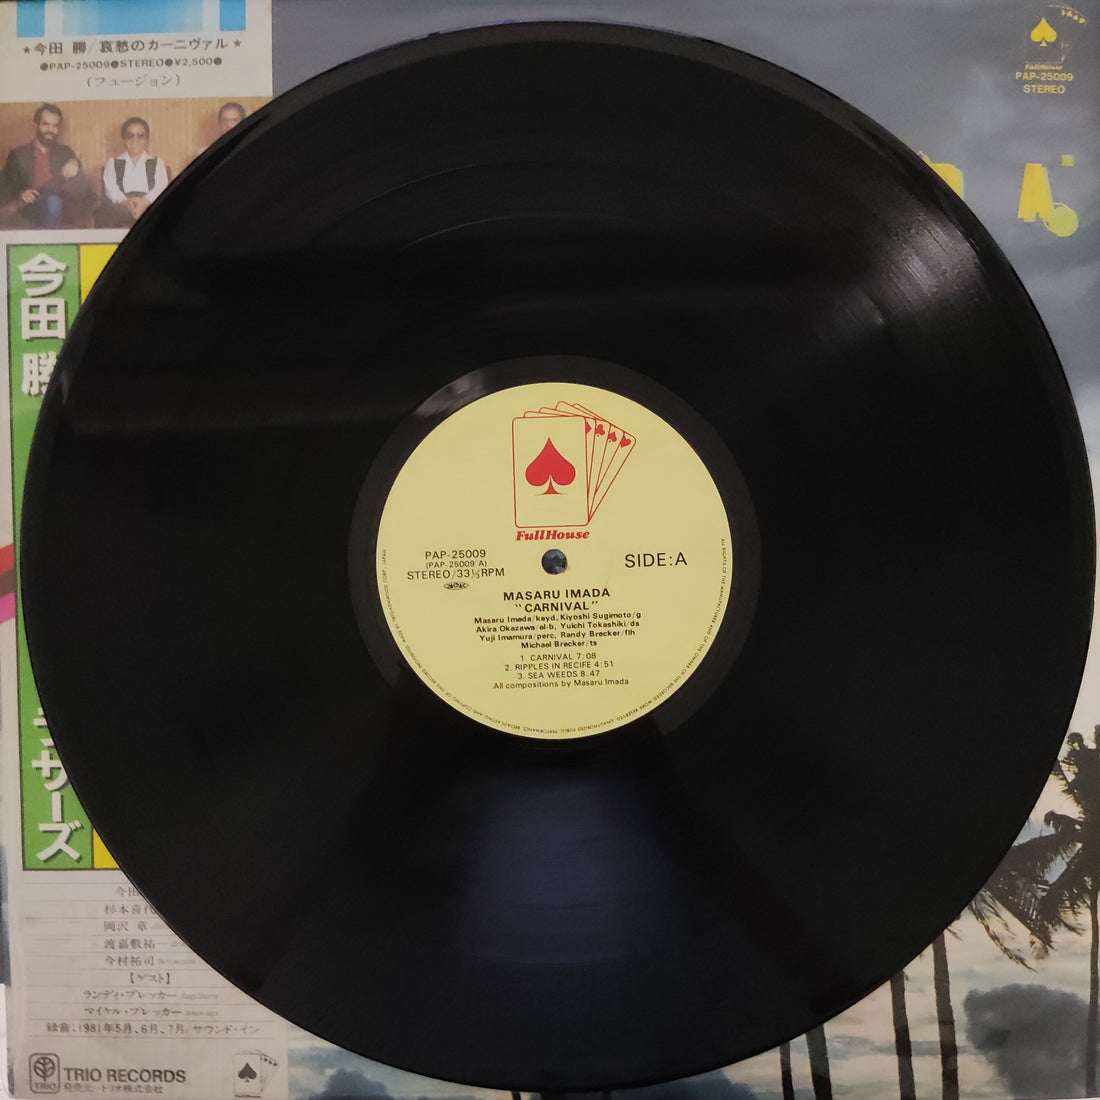 ★今田 勝/哀愁のカーニヴァル★
●PAP-25009●STEREO●¥2,500●
(フュージョン)
FullHouse
PAP-25009
STEREO
A
今田 勝
ラザーズ
FullHouse
PAP-25009
(PAP-25009 A)
STEREO/33⅓RPM
SIDE:A
MASARU IMADA
"CARNIVAL"
Masaru Imada/keyd, Kiyoshi Sugimoto/g
Akira Okazawa/el-b, Yuichi Tokashiki/ds
Yuji Imamura/perc, Randy Brecker/flh
Michael Brecker/ts
1. CARNIVAL 7:08
2. RIPPLES IN RECIFE 4:51
3. SEA WEEDS 8:47
All compositions by Masaru Imada
今田
杉本喜代
岡沢 章
渡嘉敷祐一
今村祐司
【ゲスト】
ランディ・ブレッカー
マイケル・ブレッカー
録音:1981年5月、6月、7月/サウンド・イン
TRIO
TRIO RECORDS
発売元・トリオ株式会社